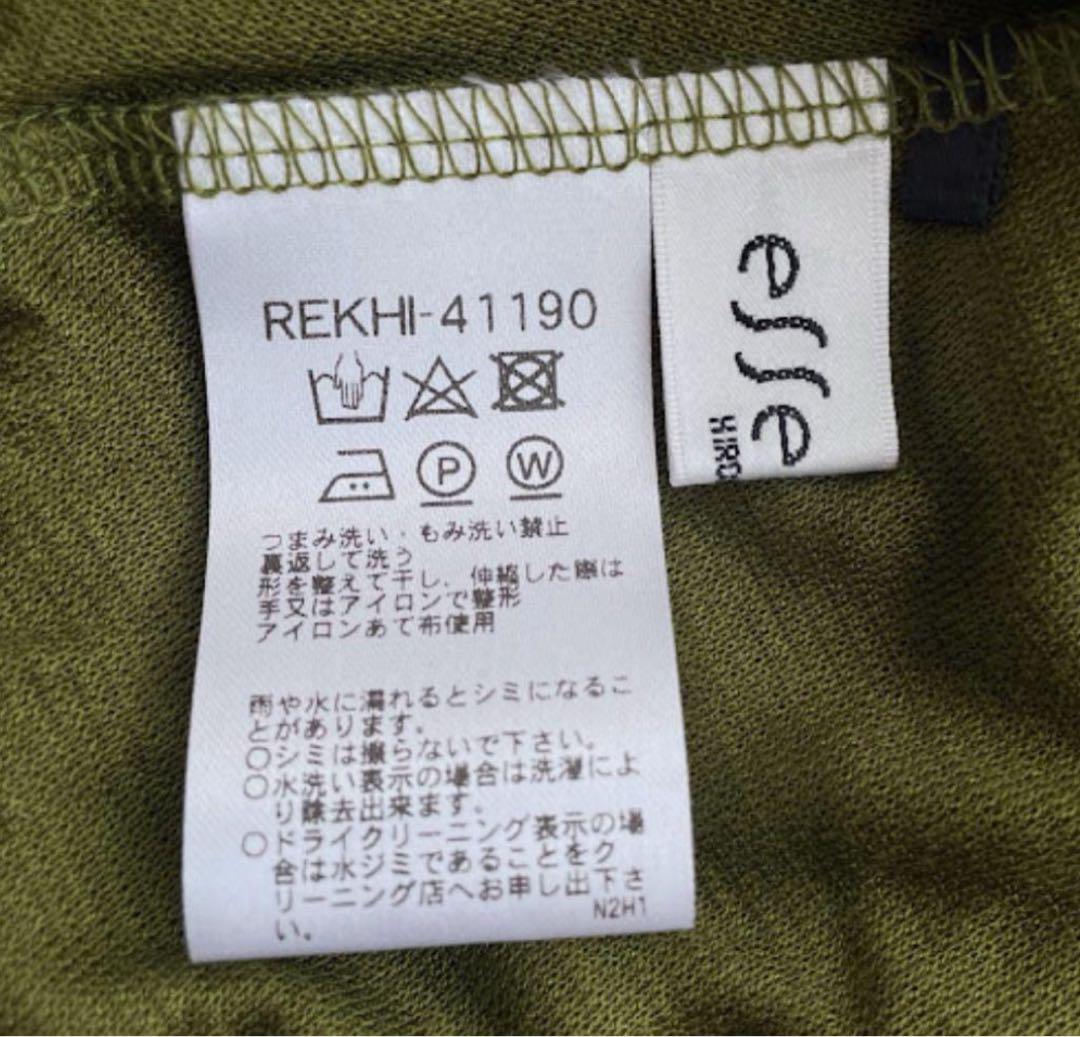 REKHI-41190
P W
つまみ洗い・もみ洗い禁止
裏返して洗う
形を整えて干し、伸縮した際は
手又はアイロンで整形
アイロンあて布使用
雨や水に濡れるとシミになるこ
とがあります。
○シミは擦らないで下さい。
○水洗い表示の場合は洗濯によ
り除去出来ます。
○ドライクリーニング表示の場
合は水ジミであることをク
リーニング店へお申し出下さ
い。
N2H1
esse
HIRO